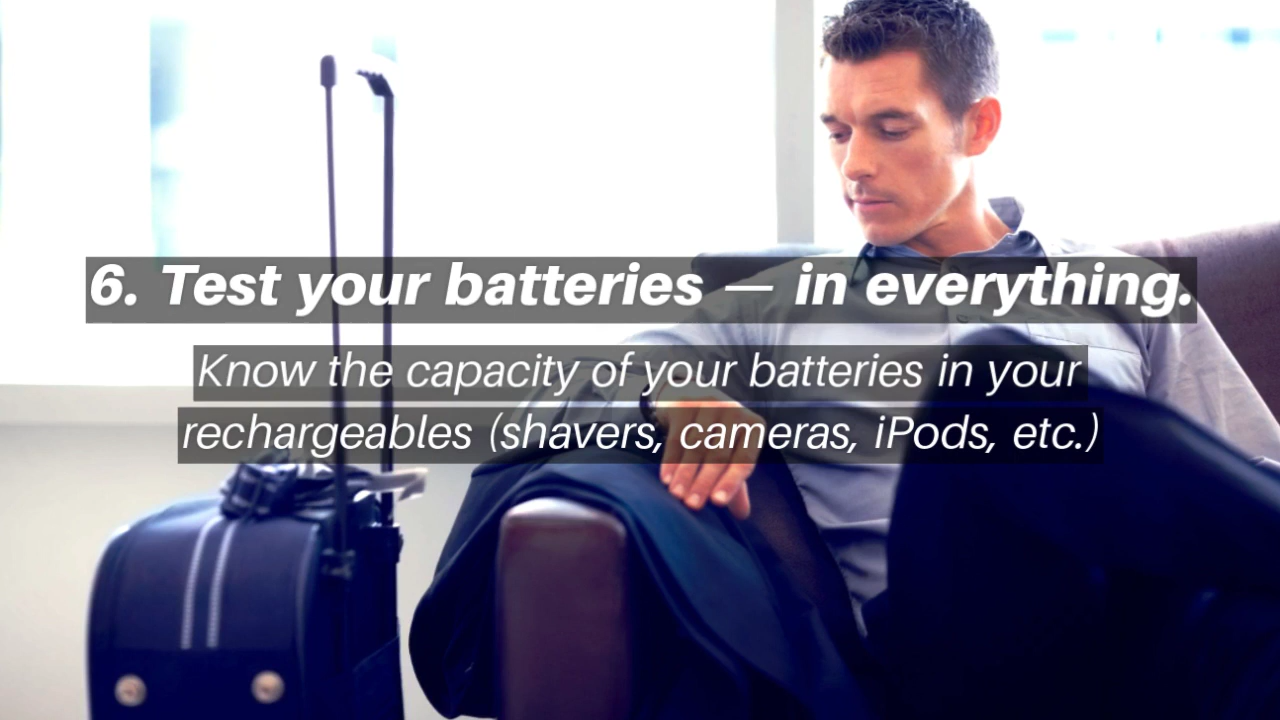 6. Test your batteries — in everything.
Know the capacity of your batteries in your
rechargeables (shavers, cameras, iPods, etc.)